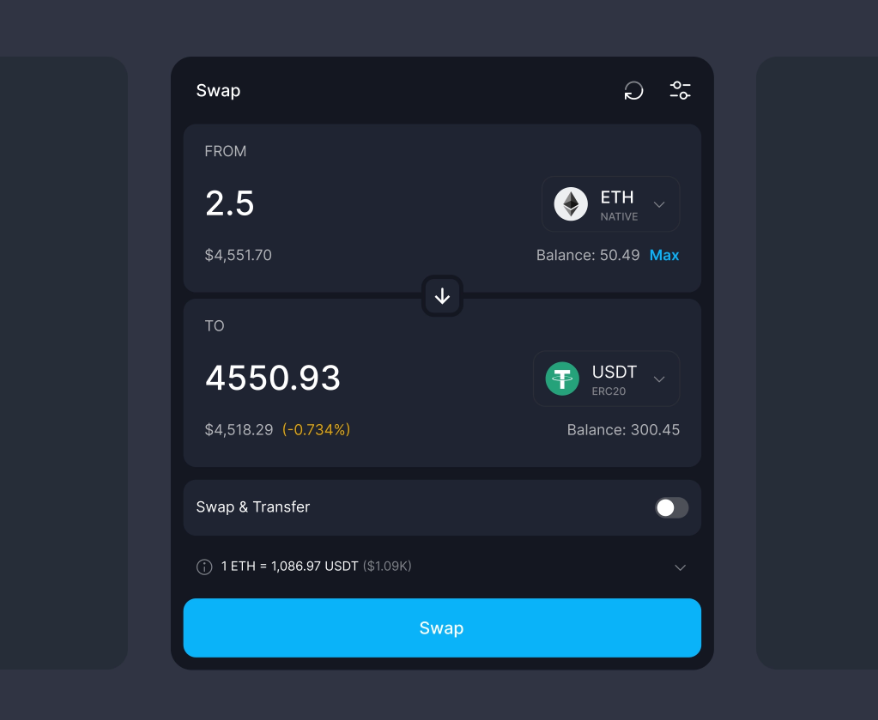 Swap
FROM
2.5
ETH
NATIVE
$4,551.70
Balance: 50.49 Max
TO
4550.93
USDT
ERC20
$4,518.29 (-0.734%)
Balance: 300.45
Swap & Transfer
1 ETH = 1,086.97 USDT ($1.09K)
Swap